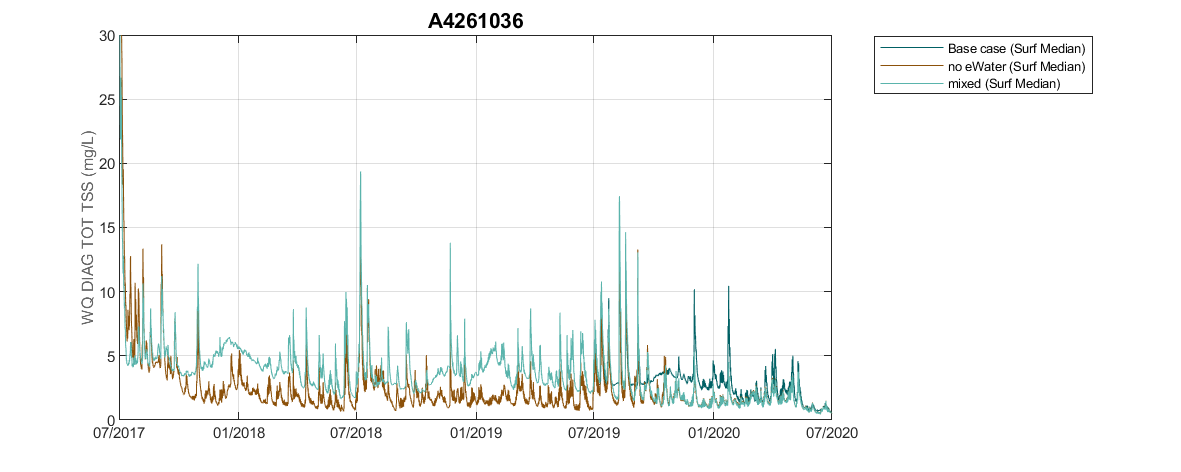 A4261036
WQ DIAG TOT TSS (mg/L)
30
25
20
15
10
5
0
07/2017
01/2018
07/2018
01/2019
07/2019
01/2020
07/2020
Base case (Surf Median)
no eWater (Surf Median)
mixed (Surf Median)